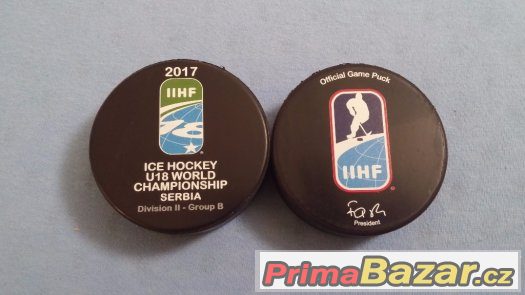 2017
IIHF
ICE HOCKEY
U18 WORLD
CHAMPIONSHIP
SERBIA
Division II - Group B
Official Game Puck
IIHF
President
PrimaBazar.cz